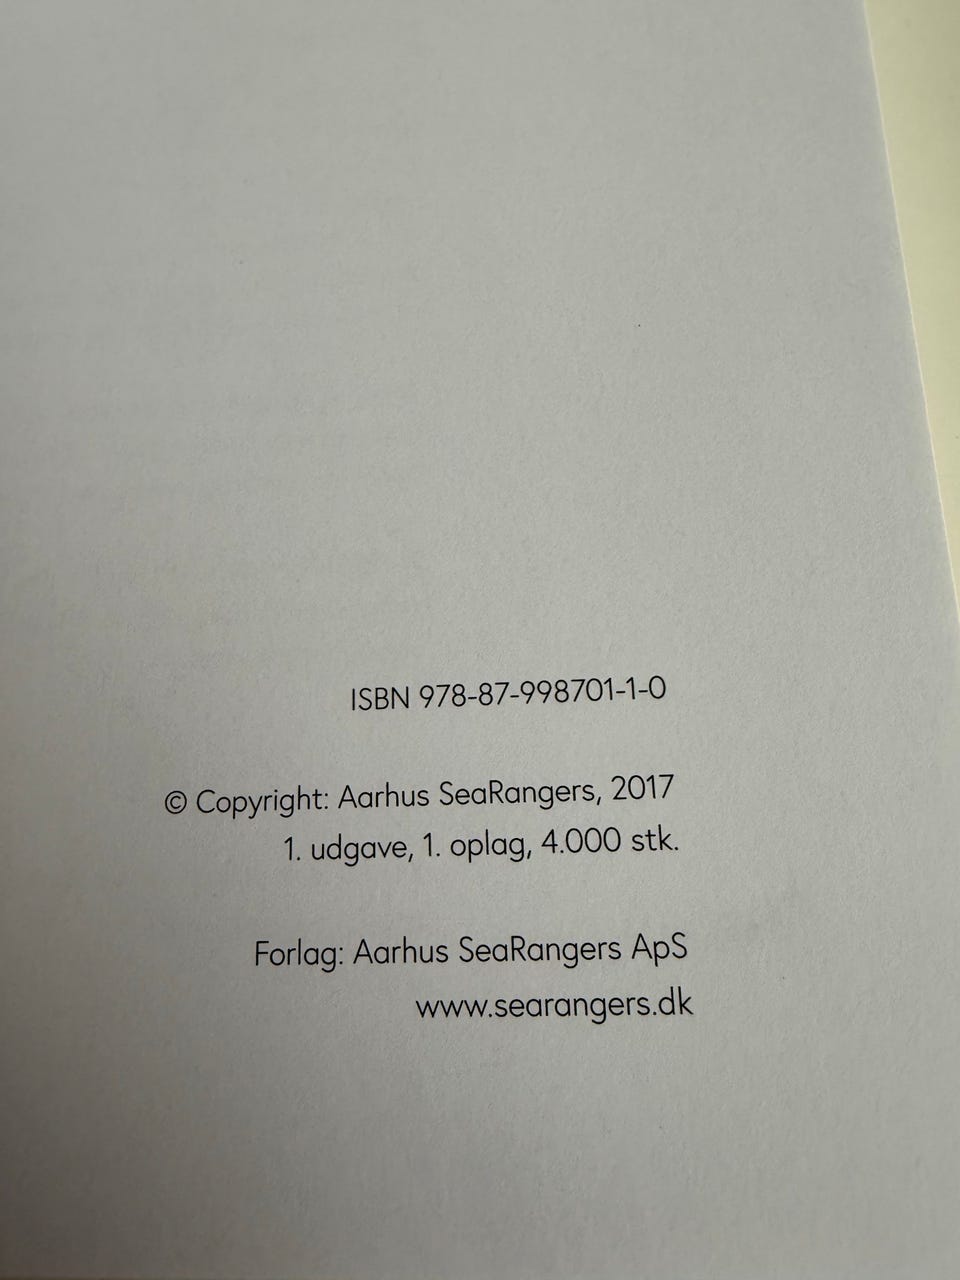 ISBN 978-87-998701-1-0
© Copyright: Aarhus SeaRangers, 2017
1. udgave, 1. oplag, 4.000 stk.
Forlag: Aarhus SeaRangers ApS
www.searangers.dk